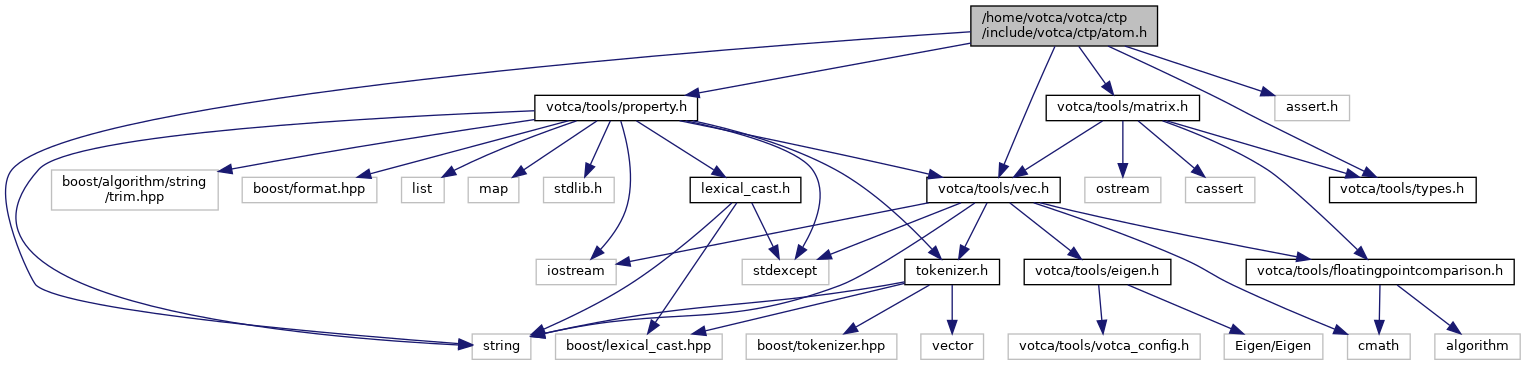 /home/votca/votca/ctp
/include/votca/ctp/atom.h
votca/tools/property.h
votca/tools/matrix.h
assert.h
boost/algorithm/string
/trim.hpp
boost/format.hpp
list
map
stdlib.h
lexical_cast.h
votca/tools/vec.h
ostream
cassert
votca/tools/types.h
iostream
stdexcept
tokenizer.h
votca/tools/eigen.h
votca/tools/floatingpointcomparison.h
string
boost/lexical_cast.hpp
boost/tokenizer.hpp
vector
votca/tools/votca_config.h
Eigen/Eigen
cmath
algorithm